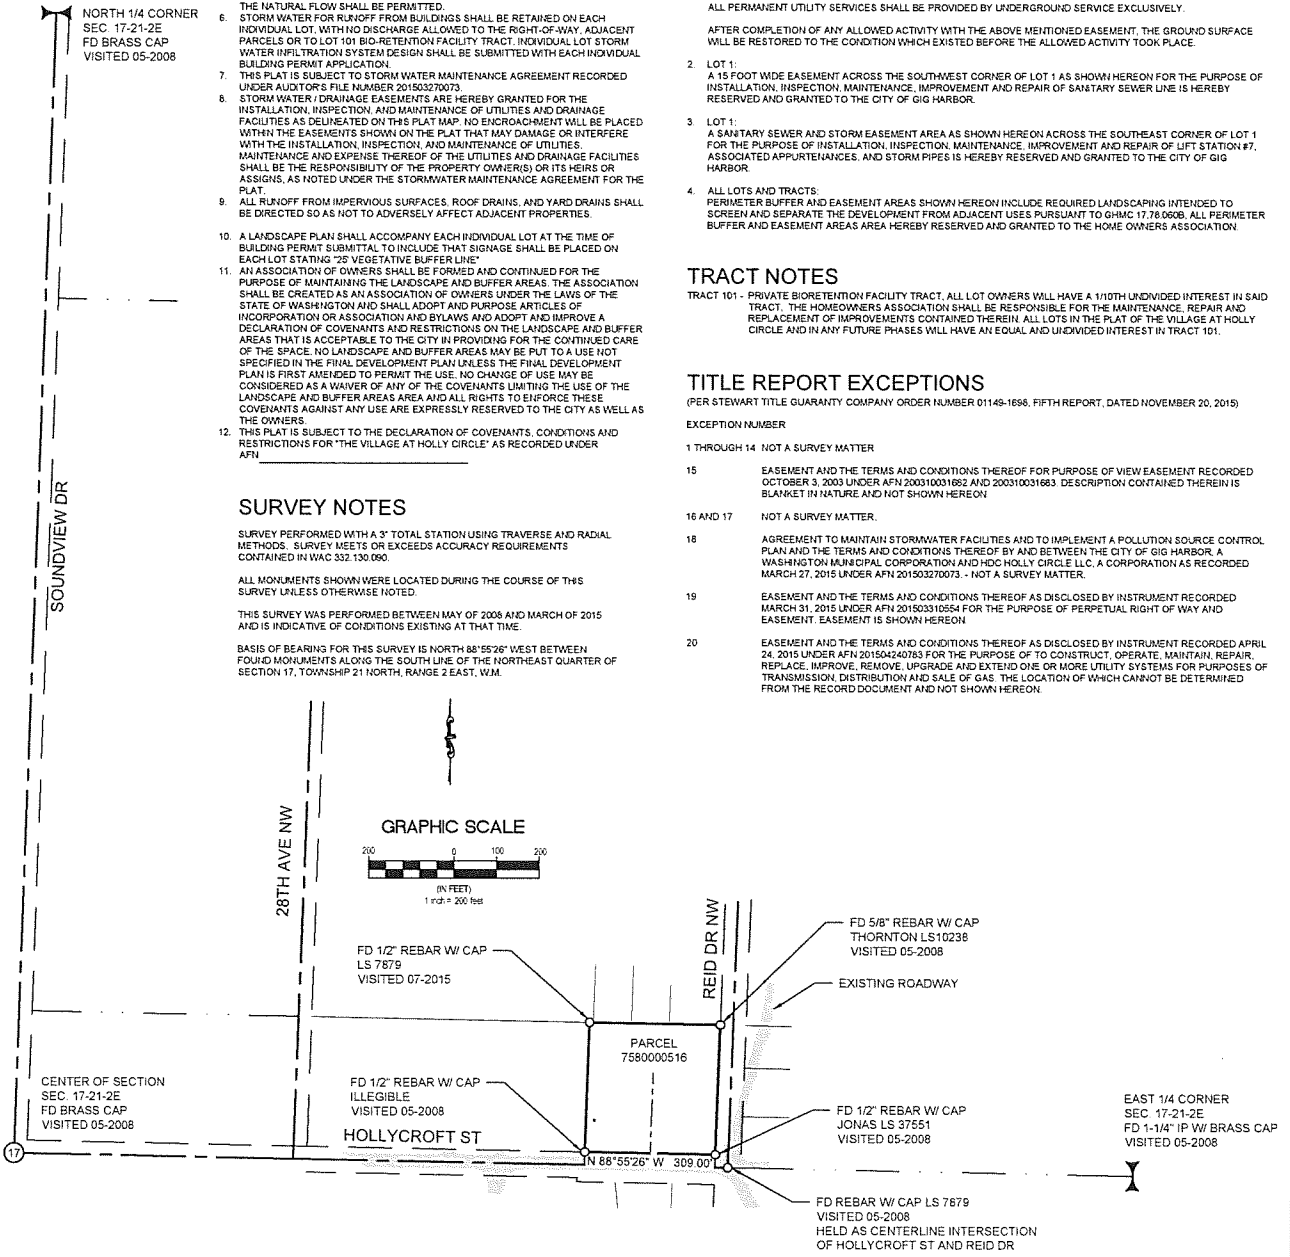 NORTH 1/4 CORNER
SEC. 17-21-2E
FD BRASS CAP
VISITED 05-2008
THE NATURAL FLOW SHALL BE PERMITTED.
6. STORM WATER FOR RUNOFF FROM BUILDINGS SHALL BE RETAINED ON EACH
INDIVIDUAL LOT, WITH NO DISCHARGE ALLOWED TO THE RIGHT-OF-WAY, ADJACENT
PARCELS OR TO LOT 101 BIO-RETENTION FACILITY TRACT. INDIVIDUAL LOT STORM
WATER INFILTRATION SYSTEM DESIGN SHALL BE SUBMITTED WITH EACH INDIVIDUAL
BUILDING PERMIT APPLICATION.
7. THIS PLAT IS SUBJECT TO STORM WATER MAINTENANCE AGREEMENT RECORDED
UNDER AUDITOR'S FILE NUMBER 201503270073.
8. STORM WATER / DRAINAGE EASEMENTS ARE HEREBY GRANTED FOR THE
INSTALLATION, INSPECTION, AND MAINTENANCE OF UTILITIES AND DRAINAGE
FACILITIES AS DELINEATED ON THIS PLAT MAP. NO ENCROACHMENT WILL BE PLACED
WITHIN THE EASEMENTS SHOWN ON THE PLAT THAT MAY DAMAGE OR INTERFERE
WITH THE INSTALLATION, INSPECTION, AND MAINTENANCE OF UTILITIES.
MAINTENANCE AND EXPENSE THEREOF OF THE UTILITIES AND DRAINAGE FACILITIES
SHALL BE THE RESPONSIBILITY OF THE PROPERTY OWNER(S) OR ITS HEIRS OR
ASSIGNS, AS NOTED UNDER THE STORMWATER MAINTENANCE AGREEMENT FOR THE
PLAT.
9. ALL RUNOFF FROM IMPERVIOUS SURFACES, ROOF DRAINS, AND YARD DRAINS SHALL
BE DIRECTED SO AS NOT TO ADVERSELY AFFECT ADJACENT PROPERTIES.
10. A LANDSCAPE PLAN SHALL ACCOMPANY EACH INDIVIDUAL LOT AT THE TIME OF
BUILDING PERMIT SUBMITTAL TO INCLUDE THAT SIGNAGE SHALL BE PLACED ON
EACH LOT STATING "25' VEGETATIVE BUFFER LINE"
11. AN ASSOCIATION OF OWNERS SHALL BE FORMED AND CONTINUED FOR THE
PURPOSE OF MAINTAINING THE LANDSCAPE AND BUFFER AREAS. THE ASSOCIATION
SHALL BE CREATED AS AN ASSOCIATION OF OWNERS UNDER THE LAWS OF THE
STATE OF WASHINGTON AND SHALL ADOPT AND PURPOSE ARTICLES OF
INCORPORATION OR ASSOCIATION AND BYLAWS AND ADOPT AND IMPROVE A
DECLARATION OF COVENANTS AND RESTRICTIONS ON THE LANDSCAPE AND BUFFER
AREAS THAT IS ACCEPTABLE TO THE CITY IN PROVIDING FOR THE CONTINUED CARE
OF THE SPACE. NO LANDSCAPE AND BUFFER AREAS MAY BE PUT TO A USE NOT
SPECIFIED IN THE FINAL DEVELOPMENT PLAN UNLESS THE FINAL DEVELOPMENT
PLAN IS FIRST AMENDED TO PERMIT THE USE. NO CHANGE OF USE MAY BE
CONSIDERED AS A WAIVER OF ANY OF THE COVENANTS LIMITING THE USE OF THE
LANDSCAPE AND BUFFER AREAS AREA AND ALL RIGHTS TO ENFORCE THESE
COVENANTS AGAINST ANY USE ARE EXPRESSLY RESERVED TO THE CITY AS WELL AS
THE OWNERS.
12. THIS PLAT IS SUBJECT TO THE DECLARATION OF COVENANTS, CONDITIONS AND
RESTRICTIONS FOR "THE VILLAGE AT HOLLY CIRCLE" AS RECORDED UNDER
AFN
SURVEY NOTES
SURVEY PERFORMED WITH A 3" TOTAL STATION USING TRAVERSE AND RADIAL
METHODS. SURVEY MEETS OR EXCEEDS ACCURACY REQUIREMENTS
CONTAINED IN WAC 332.130.090.
ALL MONUMENTS SHOWN WERE LOCATED DURING THE COURSE OF THIS
SURVEY UNLESS OTHERWISE NOTED.
THIS SURVEY WAS PERFORMED BETWEEN MAY OF 2008 AND MARCH OF 2015
AND IS INDICATIVE OF CONDITIONS EXISTING AT THAT TIME.
BASIS OF BEARING FOR THIS SURVEY IS NORTH 88°55'26" WEST BETWEEN
FOUND MONUMENTS ALONG THE SOUTH LINE OF THE NORTHEAST QUARTER OF
SECTION 17, TOWNSHIP 21 NORTH, RANGE 2 EAST, W.M.
ALL PERMANENT UTILITY SERVICES SHALL BE PROVIDED BY UNDERGROUND SERVICE EXCLUSIVELY.
AFTER COMPLETION OF ANY ALLOWED ACTIVITY WITH THE ABOVE MENTIONED EASEMENT, THE GROUND SURFACE
WILL BE RESTORED TO THE CONDITION WHICH EXISTED BEFORE THE ALLOWED ACTIVITY TOOK PLACE.
2. LOT 1:
A 15 FOOT WIDE EASEMENT ACROSS THE SOUTHWEST CORNER OF LOT 1 AS SHOWN HEREON FOR THE PURPOSE OF
INSTALLATION, INSPECTION, MAINTENANCE, IMPROVEMENT AND REPAIR OF SANITARY SEWER LINE IS HEREBY
RESERVED AND GRANTED TO THE CITY OF GIG HARBOR.
3. LOT 1:
A SANITARY SEWER AND STORM EASEMENT AREA AS SHOWN HEREON ACROSS THE SOUTHEAST CORNER OF LOT 1
FOR THE PURPOSE OF INSTALLATION, INSPECTION, MAINTENANCE, IMPROVEMENT AND REPAIR OF LIFT STATION #7,
ASSOCIATED APPURTENANCES, AND STORM PIPES IS HEREBY RESERVED AND GRANTED TO THE CITY OF GIG
HARBOR.
4. ALL LOTS AND TRACTS:
PERIMETER BUFFER AND EASEMENT AREAS SHOWN HEREON INCLUDE REQUIRED LANDSCAPING INTENDED TO
SCREEN AND SEPARATE THE DEVELOPMENT FROM ADJACENT USES PURSUANT TO GHMC 17.78.060B, ALL PERIMETER
BUFFER AND EASEMENT AREAS AREA HEREBY RESERVED AND GRANTED TO THE HOME OWNERS ASSOCIATION.
TRACT NOTES
TRACT 101 - PRIVATE BIORETENTION FACILITY TRACT, ALL LOT OWNERS WILL HAVE A 1/10TH UNDIVIDED INTEREST IN SAID
TRACT. THE HOMEOWNERS ASSOCIATION SHALL BE RESPONSIBLE FOR THE MAINTENANCE, REPAIR AND
REPLACEMENT OF IMPROVEMENTS CONTAINED THEREIN. ALL LOTS IN THE PLAT OF THE VILLAGE AT HOLLY
CIRCLE AND IN ANY FUTURE PHASES WILL HAVE AN EQUAL AND UNDIVIDED INTEREST IN TRACT 101.
TITLE REPORT EXCEPTIONS
(PER STEWART TITLE GUARANTY COMPANY ORDER NUMBER 01149-1698, FIFTH REPORT, DATED NOVEMBER 20, 2015)
EXCEPTION NUMBER
1 THROUGH 14 NOT A SURVEY MATTER
15 EASEMENT AND THE TERMS AND CONDITIONS THEREOF FOR PURPOSE OF VIEW EASEMENT RECORDED
OCTOBER 3, 2003 UNDER AFN 200310031682 AND 200310031683. DESCRIPTION CONTAINED THEREIN IS
BLANKET IN NATURE AND NOT SHOWN HEREON
16 AND 17 NOT A SURVEY MATTER.
18 AGREEMENT TO MAINTAIN STORMWATER FACILITIES AND TO IMPLEMENT A POLLUTION SOURCE CONTROL
PLAN AND THE TERMS AND CONDITIONS THEREOF BY AND BETWEEN THE CITY OF GIG HARBOR, A
WASHINGTON MUNICIPAL CORPORATION AND HDC HOLLY CIRCLE LLC, A CORPORATION AS RECORDED
MARCH 27, 2015 UNDER AFN 201503270073. - NOT A SURVEY MATTER.
19 EASEMENT AND THE TERMS AND CONDITIONS THEREOF AS DISCLOSED BY INSTRUMENT RECORDED
MARCH 31, 2015 UNDER AFN 201503310554 FOR THE PURPOSE OF PERPETUAL RIGHT OF WAY AND
EASEMENT. EASEMENT IS SHOWN HEREON
20 EASEMENT AND THE TERMS AND CONDITIONS THEREOF AS DISCLOSED BY INSTRUMENT RECORDED APRIL
24, 2015 UNDER AFN 201504240783 FOR THE PURPOSE OF TO CONSTRUCT, OPERATE, MAINTAIN, REPAIR,
REPLACE, IMPROVE, REMOVE, UPGRADE AND EXTEND ONE OR MORE UTILITY SYSTEMS FOR PURPOSES OF
TRANSMISSION, DISTRIBUTION AND SALE OF GAS. THE LOCATION OF WHICH CANNOT BE DETERMINED
FROM THE RECORD DOCUMENT AND NOT SHOWN HEREON.
SOUNDVIEW DR
28TH AVE NW
GRAPHIC SCALE
200 0 100 200
(IN FEET)
1 inch = 200 feet
REID DR NW
FD 5/8" REBAR W/ CAP
THORNTON LS10238
VISITED 05-2008
EXISTING ROADWAY
FD 1/2" REBAR W/ CAP
LS 7879
VISITED 07-2015
PARCEL
7580000516
CENTER OF SECTION
SEC. 17-21-2E
FD BRASS CAP
VISITED 05-2008
17
FD 1/2" REBAR W/ CAP
ILLEGIBLE
VISITED 05-2008
HOLLYCROFT ST
N 88°55'26" W 309.00'
FD 1/2" REBAR W/ CAP
JONAS LS 37551
VISITED 05-2008
EAST 1/4 CORNER
SEC. 17-21-2E
FD 1-1/4" IP W/ BRASS CAP
VISITED 05-2008
FD REBAR W/ CAP LS 7879
VISITED 05-2008
HELD AS CENTERLINE INTERSECTION
OF HOLLYCROFT ST AND REID DR